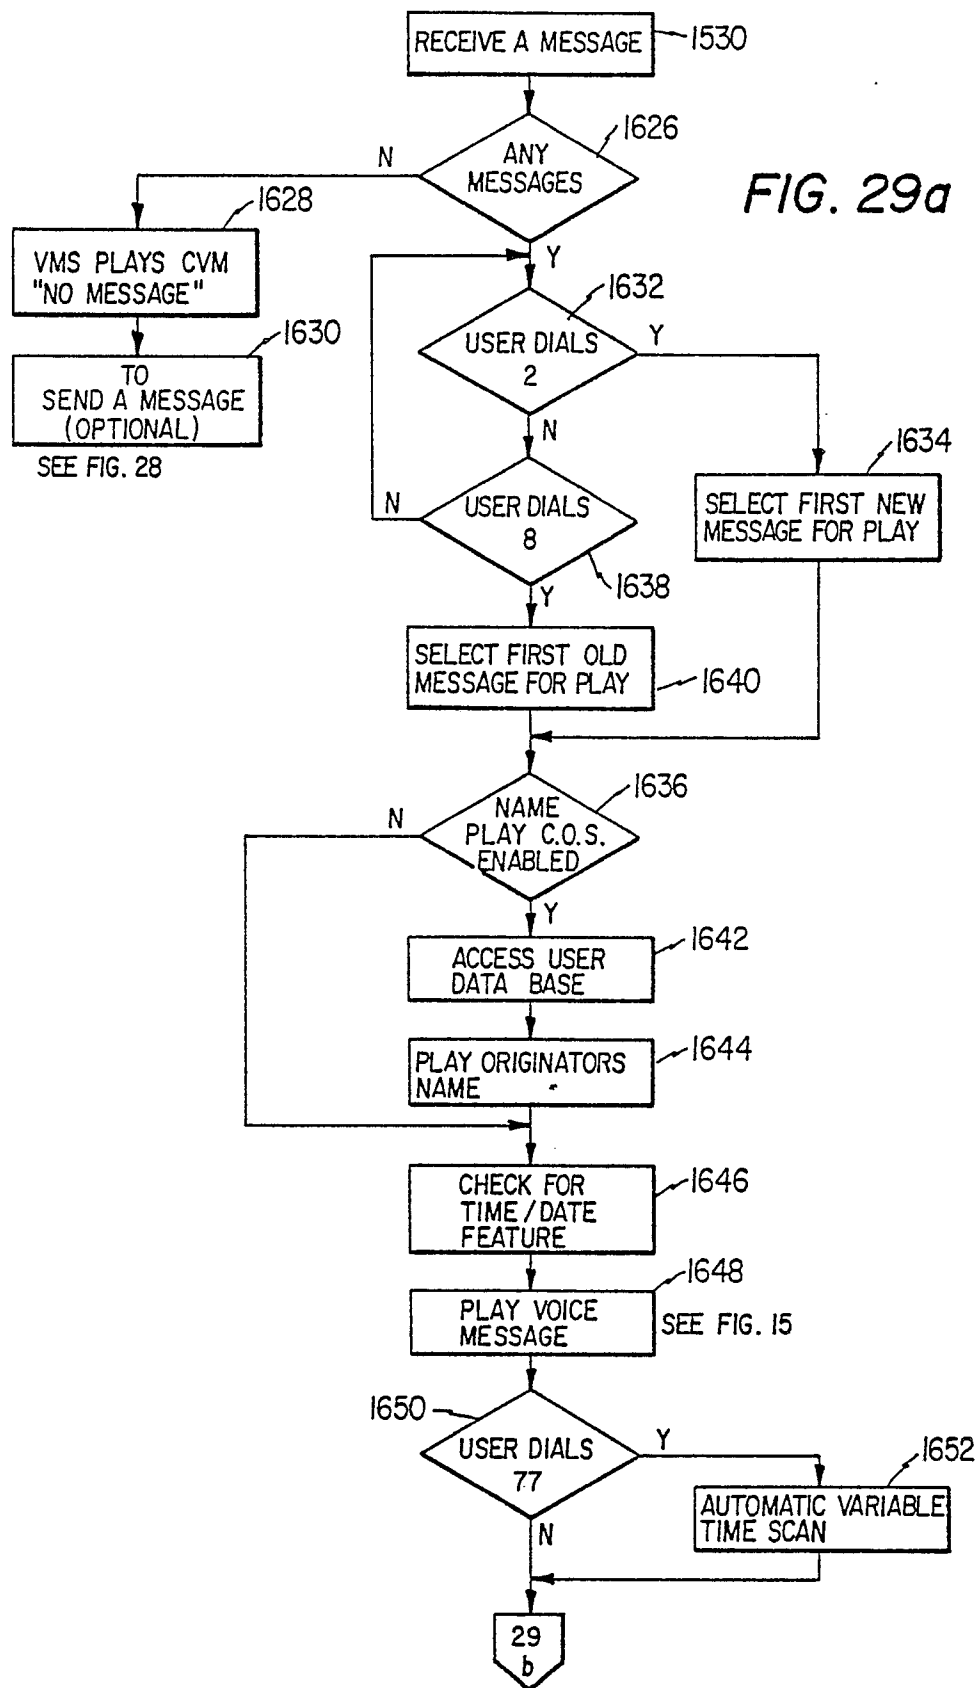 RECEIVE A MESSAGE
1530
ANY
MESSAGES
1626
N
FIG. 29a
1628
VMS PLAYS CVM
"NO MESSAGE"
Y
1630
TO
SEND A MESSAGE
(OPTIONAL)
SEE FIG. 28
1632
USER DIALS
2
Y
N
1634
SELECT FIRST NEW
MESSAGE FOR PLAY
N
USER DIALS
8
1638
Y
SELECT FIRST OLD
MESSAGE FOR PLAY
1640
1636
NAME
PLAY C.O.S.
ENABLED
N
Y
ACCESS USER
DATA BASE
1642
PLAY ORIGINATORS
NAME
1644
CHECK FOR
TIME/DATE
FEATURE
1646
1648
PLAY VOICE
MESSAGE
SEE FIG. 15
1650
USER DIALS
77
Y
N
1652
AUTOMATIC VARIABLE
TIME SCAN
29
b